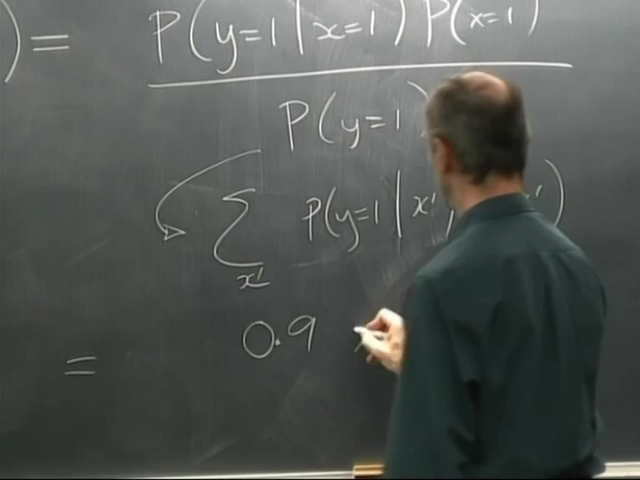 ) = P(y=1|x=1) P(x=1)
P(y=1)
∑ P(y=1|x') x')
x'
= 0.9